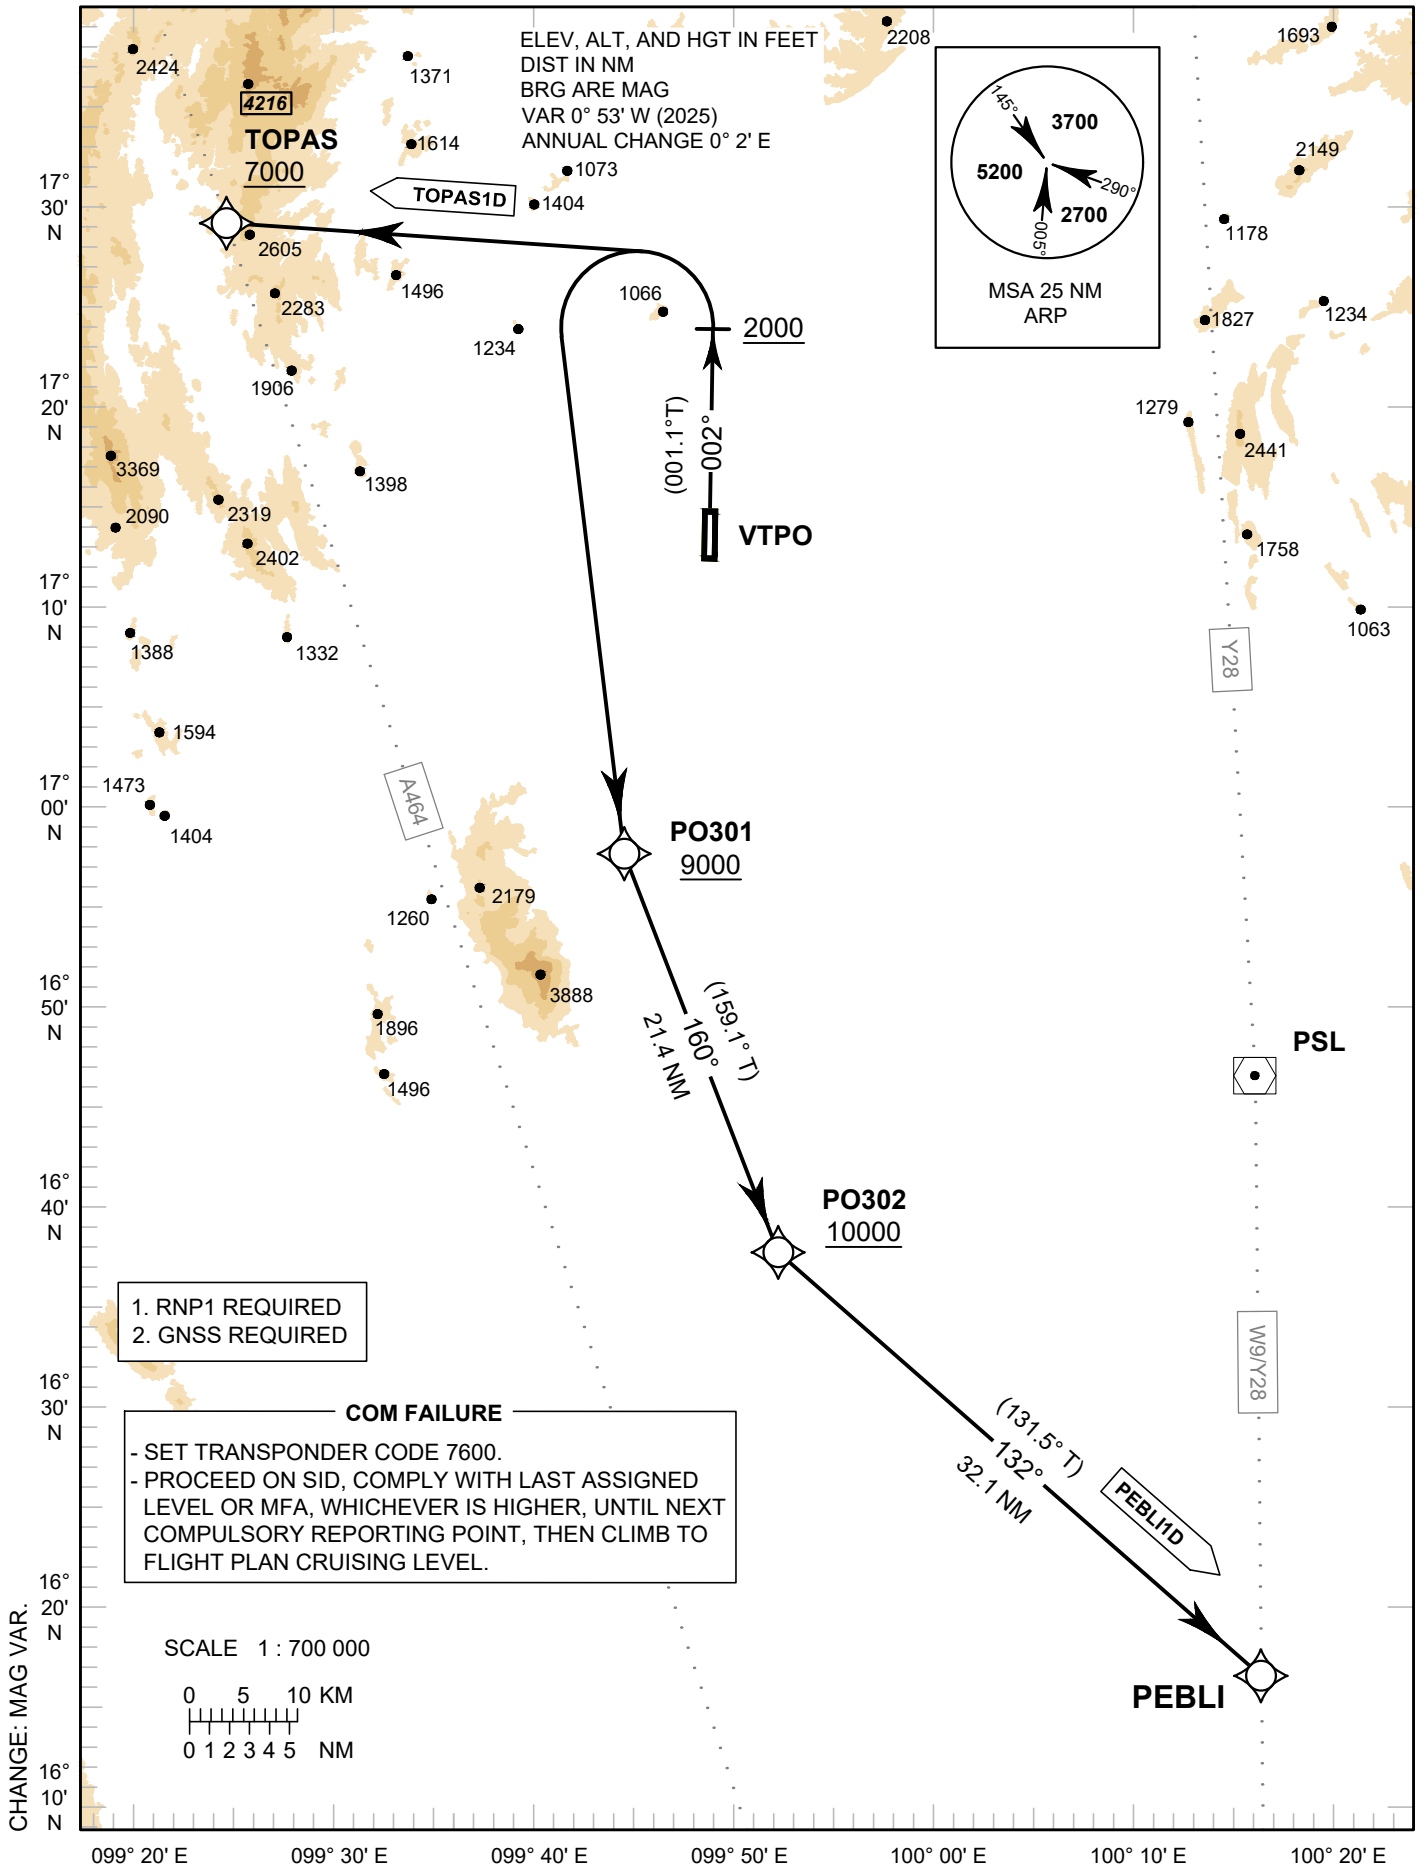 ELEV, ALT, AND HGT IN FEET
DIST IN NM
BRG ARE MAG
VAR 0° 53' W (2025)
ANNUAL CHANGE 0° 2' E
2424
1371
2208
1693
4216
TOPAS
7000
1614
1073
1404
TOPAS1D
145°
3700
5200
290°
2700
005°
MSA 25 NM
ARP
2149
1178
17°
30'
N
2605
2283
1496
1066
1234
2000
1827
1234
1906
17°
20'
N
(001.1°T)
002°
1279
2441
3369
1398
2090
2319
2402
VTPO
1758
17°
10'
N
1388
1332
1063
Y28
1594
1473
1404
17°
00'
N
A464
PO301
9000
2179
1260
3888
16°
50'
N
1896
1496
(159.1° T)
160°
21.4 NM
PSL
16°
40'
N
PO302
10000
1. RNP1 REQUIRED
2. GNSS REQUIRED
W9/Y28
16°
30'
N
COM FAILURE
- SET TRANSPONDER CODE 7600.
- PROCEED ON SID, COMPLY WITH LAST ASSIGNED
LEVEL OR MFA, WHICHEVER IS HIGHER, UNTIL NEXT
COMPULSORY REPORTING POINT, THEN CLIMB TO
FLIGHT PLAN CRUISING LEVEL.
(131.5° T)
132°
32.1 NM
PEBLI1D
16°
20'
N
SCALE 1 : 700 000
0 5 10 KM
0 1 2 3 4 5 NM
PEBLI
16°
10'
N
CHANGE: MAG VAR.
099° 20' E
099° 30' E
099° 40' E
099° 50' E
100° 00' E
100° 10' E
100° 20' E